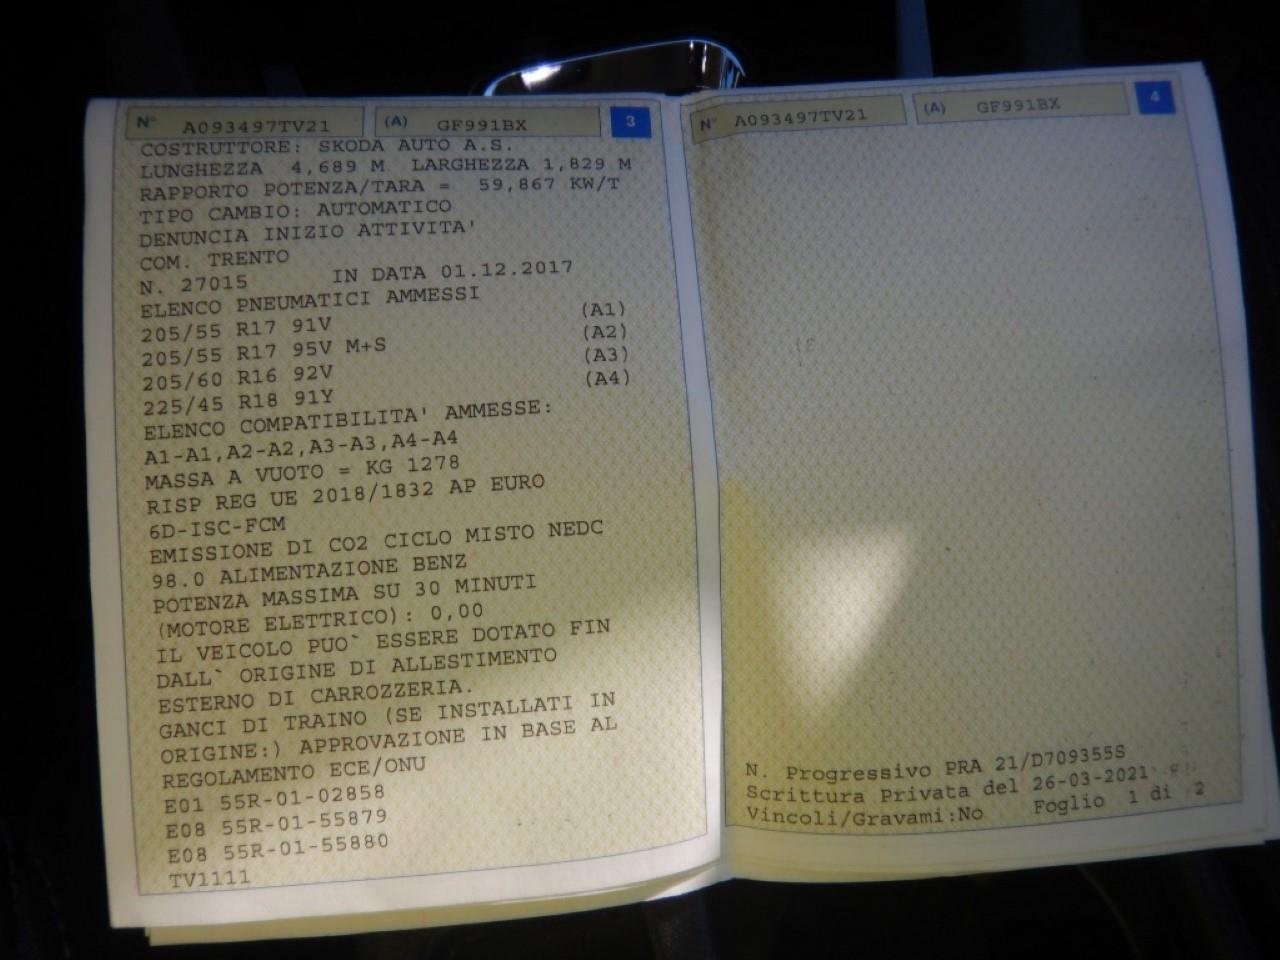 N° A093497TV21 (A) GF991BX 3
COSTRUTTORE: SKODA AUTO A.S.
LUNGHEZZA 4,689 M LARGHEZZA 1,829 M
RAPPORTO POTENZA/TARA = 59,867 KW/T
TIPO CAMBIO: AUTOMATICO
DENUNCIA INIZIO ATTIVITA'
COM. TRENTO
N. 27015 IN DATA 01.12.2017
ELENCO PNEUMATICI AMMESSI
205/55 R17 91V (A1)
205/55 R17 95V M+S (A2)
205/60 R16 92V (A3)
225/45 R18 91Y (A4)
ELENCO COMPATIBILITA' AMMESSE:
A1-A1,A2-A2,A3-A3,A4-A4
MASSA A VUOTO = KG 1278
RISP REG UE 2018/1832 AP EURO
6D-ISC-FCM
EMISSIONE DI CO2 CICLO MISTO NEDC
98.0 ALIMENTAZIONE BENZ
POTENZA MASSIMA SU 30 MINUTI
(MOTORE ELETTRICO): 0,00
IL VEICOLO PUO` ESSERE DOTATO FIN
DALL` ORIGINE DI ALLESTIMENTO
ESTERNO DI CARROZZERIA.
GANCI DI TRAINO (SE INSTALLATI IN
ORIGINE:) APPROVAZIONE IN BASE AL
REGOLAMENTO ECE/ONU
E01 55R-01-02858
E08 55R-01-55879
E08 55R-01-55880
TV1111
N° A093497TV21 (A) GF991BX 4
N. Progressivo PRA 21/D709355S
Scrittura Privata del 26-03-2021
Vincoli/Gravami:No Foglio 1 di 2